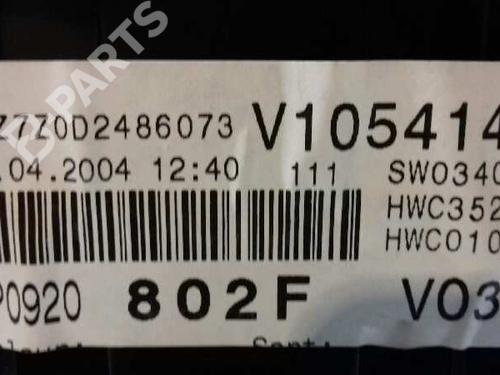 B-PARTS
Z7Z0D2486073 V105414
.04.2004 12:40 111 SW0340
HWC352
HWC010
P0920 802F V03